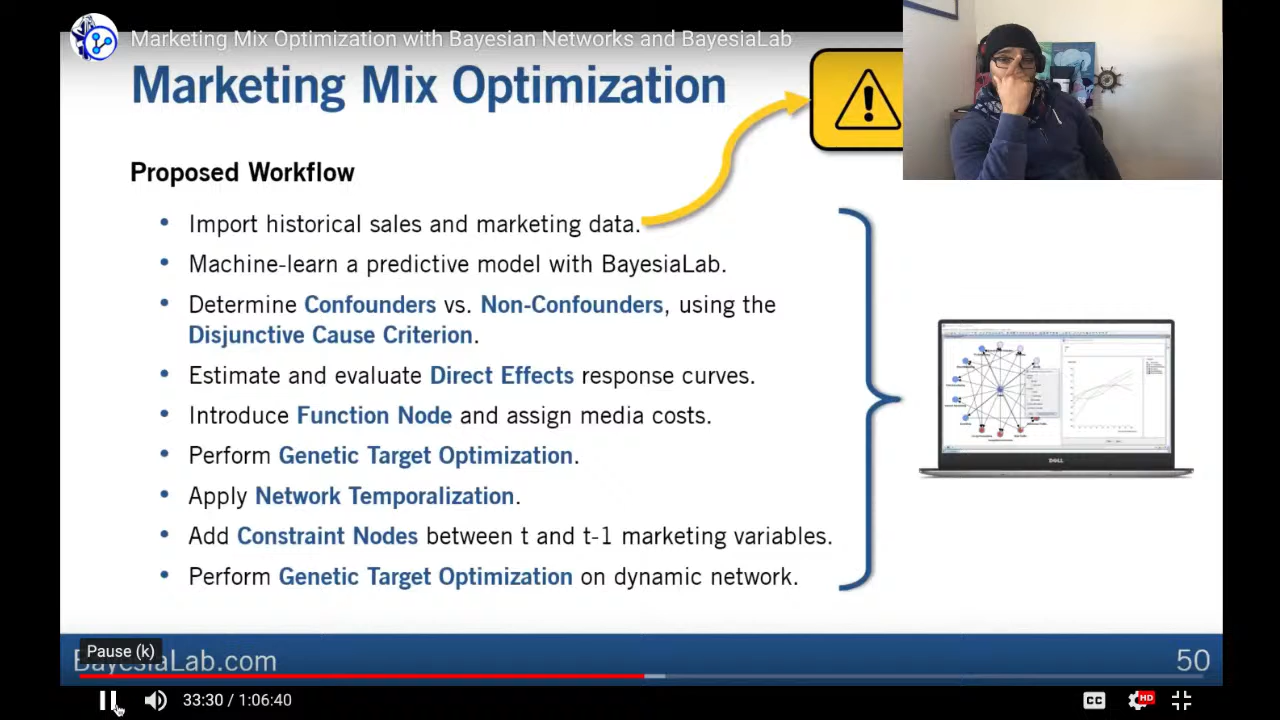 Marketing Mix Optimization with Bayesian Networks and BayesiaLab
Marketing Mix Optimization
Proposed Workflow
• Import historical sales and marketing data.
• Machine-learn a predictive model with BayesiaLab.
• Determine Confounders vs. Non-Confounders, using the
Disjunctive Cause Criterion.
• Estimate and evaluate Direct Effects response curves.
• Introduce Function Node and assign media costs.
• Perform Genetic Target Optimization.
• Apply Network Temporalization.
• Add Constraint Nodes between t and t-1 marketing variables.
• Perform Genetic Target Optimization on dynamic network.
DELL
Pause (k)
BayesiaLab.com
50
33:30 / 1:06:40
CC
HD